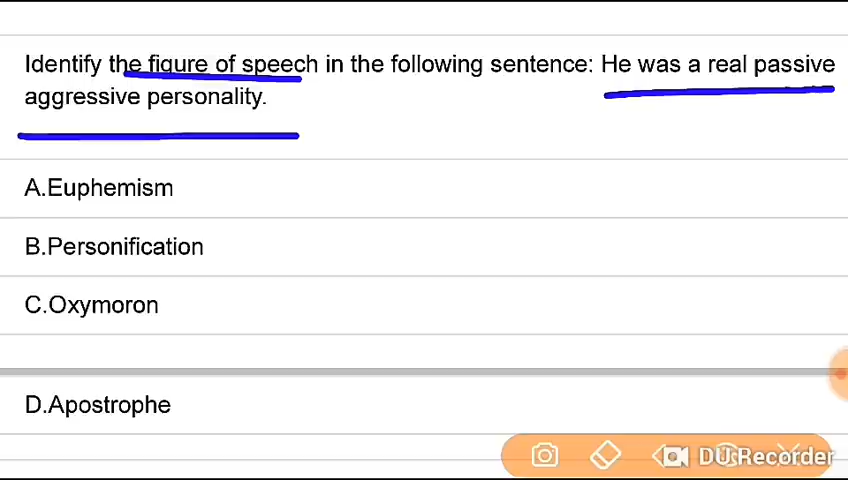 Identify the figure of speech in the following sentence: He was a real passive
aggressive personality.
A.Euphemism
B.Personification
C.Oxymoron
D.Apostrophe
DU Recorder